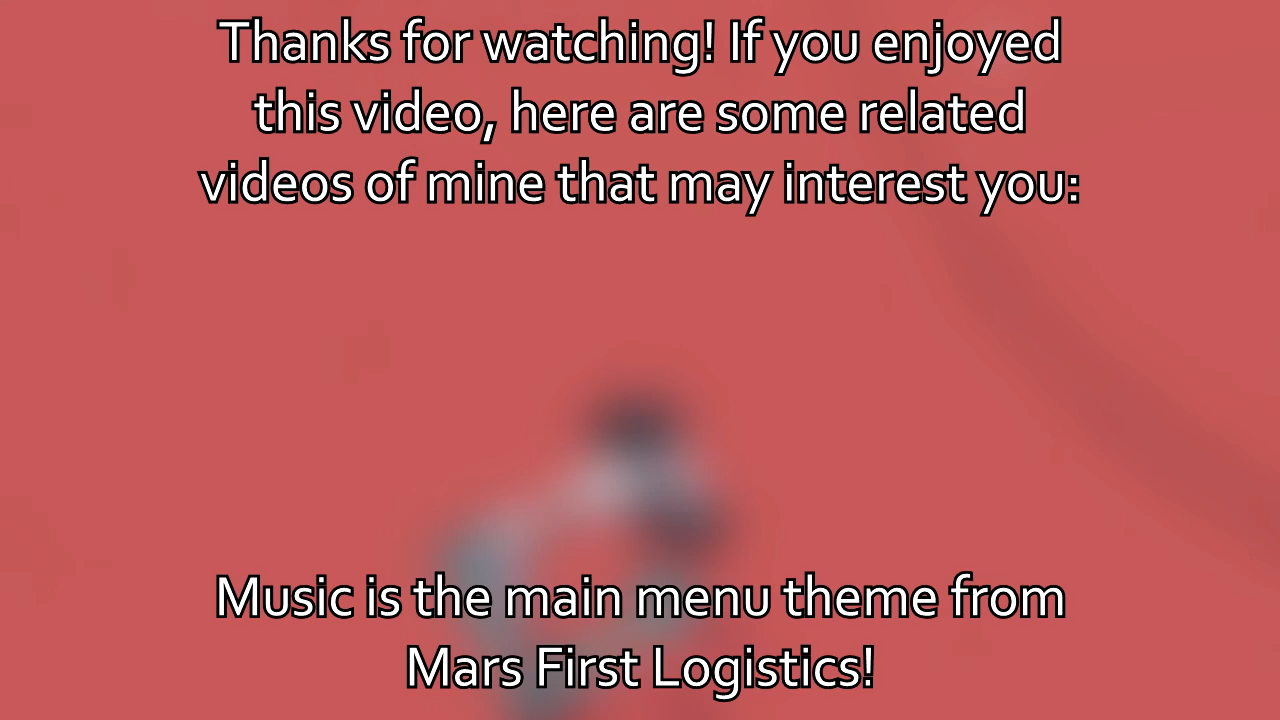 Thanks for watching! If you enjoyed
this video, here are some related
videos of mine that may interest you:
Music is the main menu theme from
Mars First Logistics!